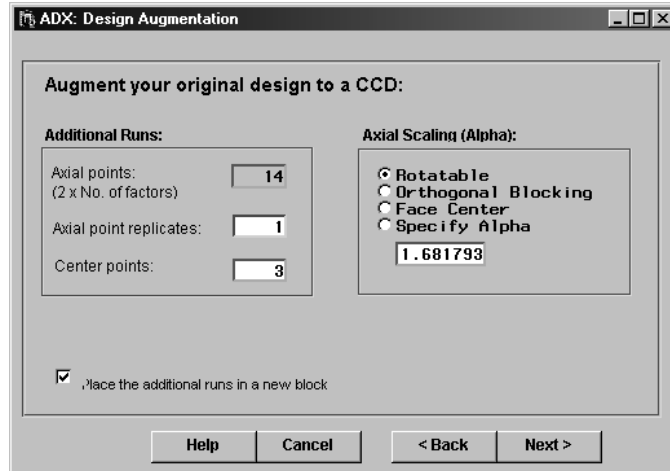 ADX: Design Augmentation
Augment your original design to a CCD:
Additional Runs:
Axial points:
(2 x No. of factors)
14
Axial point replicates:
1
Center points:
3
Axial Scaling (Alpha):
Rotatable
Orthogonal Blocking
Face Center
Specify Alpha
1.681793
Place the additional runs in a new block
Help
Cancel
< Back
Next >